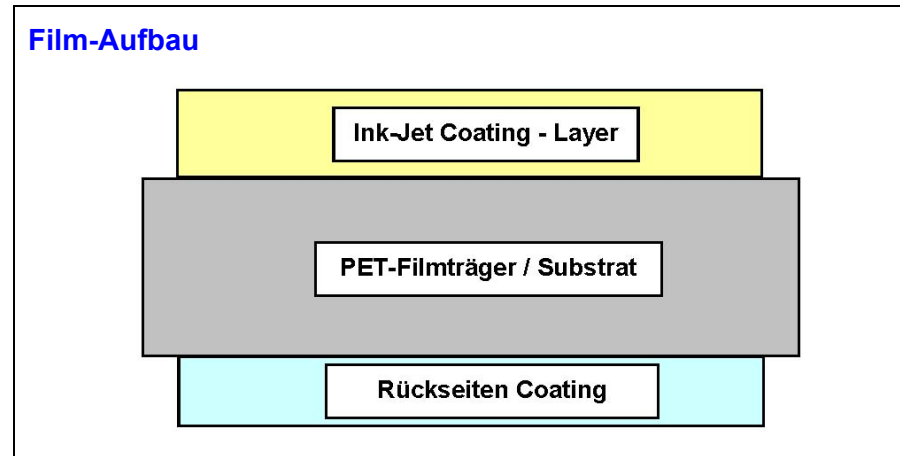 Film-Aufbau
Ink-Jet Coating - Layer
PET-Filmträger / Substrat
Rückseiten Coating